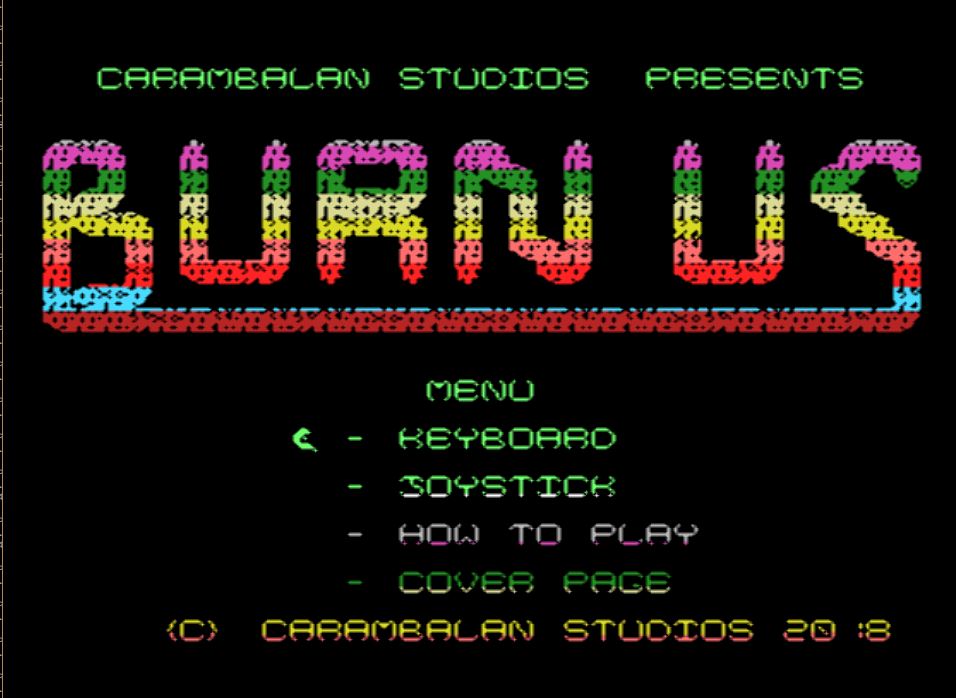 CARAMBALAN STUDIOS PRESENTS
BURN US
MENU
- KEYBOARD
- JOYSTICK
- HOW TO PLAY
- COVER PAGE
(C) CARAMBALAN STUDIOS 20:8